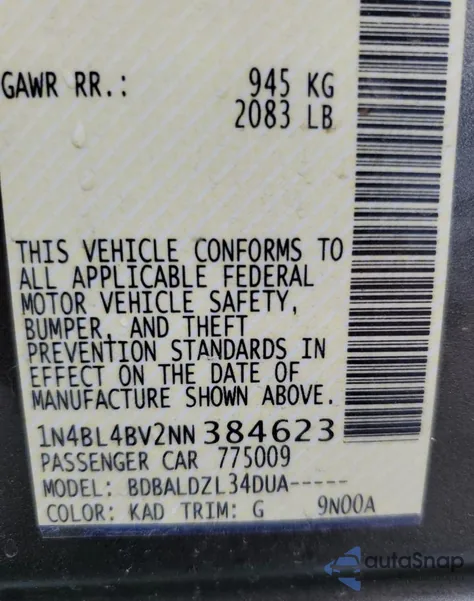 GAWR RR.: 945 KG
2083 LB
THIS VEHICLE CONFORMS TO
ALL APPLICABLE FEDERAL
MOTOR VEHICLE SAFETY,
BUMPER, AND THEFT
PREVENTION STANDARDS IN
EFFECT ON THE DATE OF
MANUFACTURE SHOWN ABOVE.
1N4BL4BV2NN384623
PASSENGER CAR 775009
MODEL: BDBALDZL34DUA-----
COLOR: KAD TRIM: G 9N00A
autoSnap